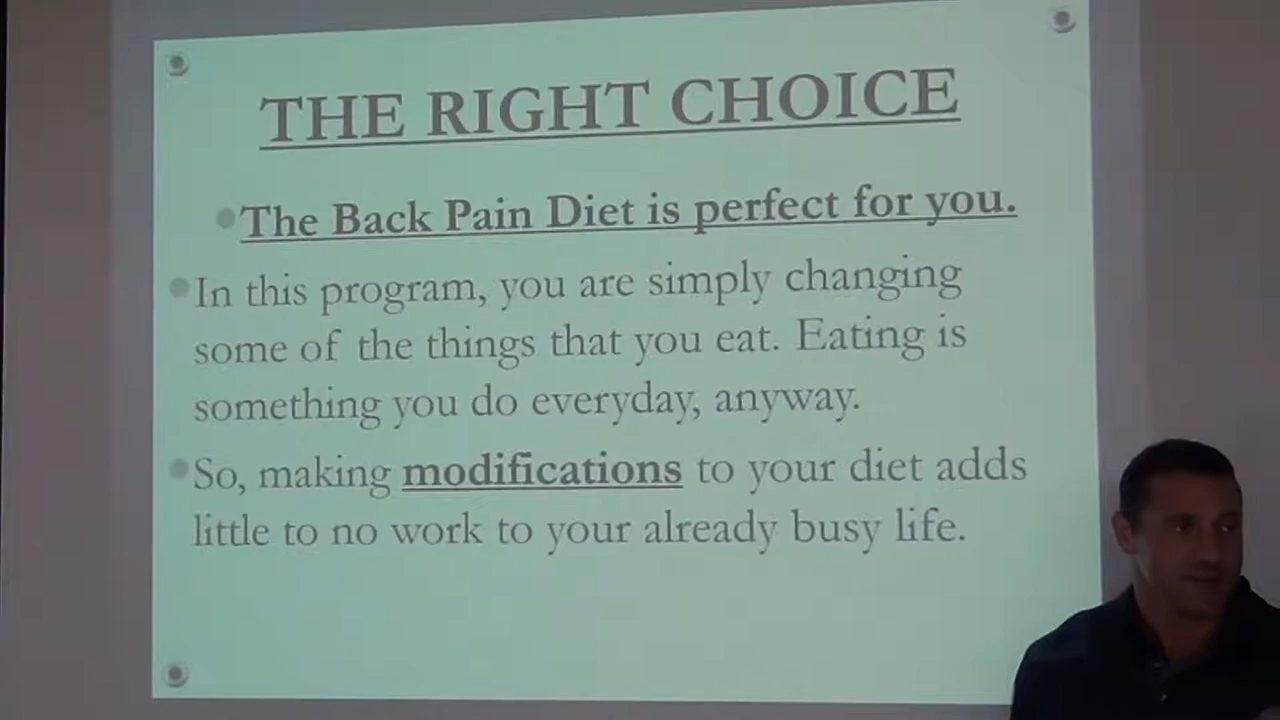 THE RIGHT CHOICE
The Back Pain Diet is perfect for you.
In this program, you are simply changing
some of the things that you eat. Eating is
something you do everyday, anyway.
So, making modifications to your diet adds
little to no work to your already busy life.